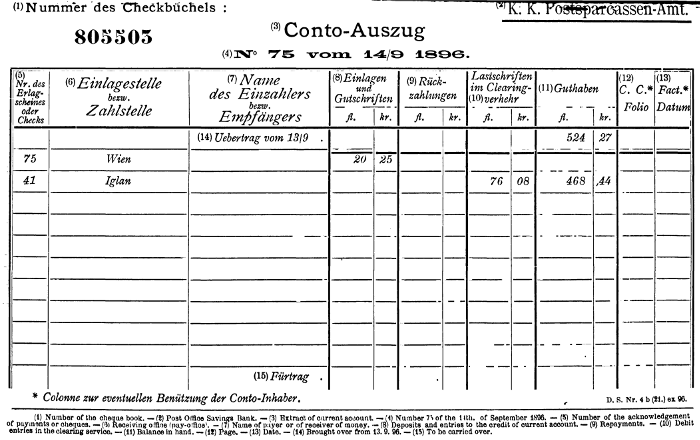 (1) Nummer des Checkbüchels :
(2) K. K. Postsparcassen-Amt.
805503
(3) Conto-Auszug
(4) Nº 75 vom 14/9 1896.
(5) Nr. des Erlag- scheines oder Checks
(6) Einlagestelle bezw. Zahlstelle
(7) Name des Einzahlers bezw. Empfängers
(8) Einlagen und Gutschriften
(9) Rück- zahlungen
Lastschriften im Clearing- (10) verkehr
(11) Guthaben
(12) C. C.* Folio
(13) Fact.* Datum
fl. kr. fl. kr. fl. kr. fl. kr.
(14) Uebertrag vom 13/9 . 524 27
75 Wien 20 25
41 Iglan 76 08 468 44
(15) Fürtrag .
* Colonne zur eventuellen Benützung der Conto-Inhaber.
D. S. Nr. 4 b (21.) ex 96.
(1) Number of the cheque book. — (2) Post Office Savings Bank. — (3) Extract of current account. — (4) Number 75 of the 14th. of September 1896. — (5) Number of the acknowledgement
of payments or cheques. — (6) Receiving office (pay-office). — (7) Name of payer or of receiver of money. — (8) Deposits and entries to the credit of current account. — (9) Repayments. — (10) Debit
entries in the clearing service. — (11) Balance in hand. — (12) Page. — (13) Date. — (14) Brought over from 13. 9. 96. — (15) To be carried over.